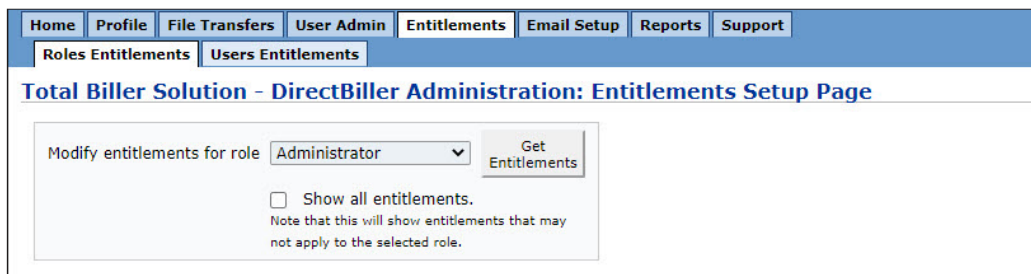 Home Profile File Transfers User Admin Entitlements Email Setup Reports Support
Roles Entitlements Users Entitlements
Total Biller Solution - DirectBiller Administration: Entitlements Setup Page
Modify entitlements for role Administrator Get
Entitlements
Show all entitlements.
Note that this will show entitlements that may
not apply to the selected role.